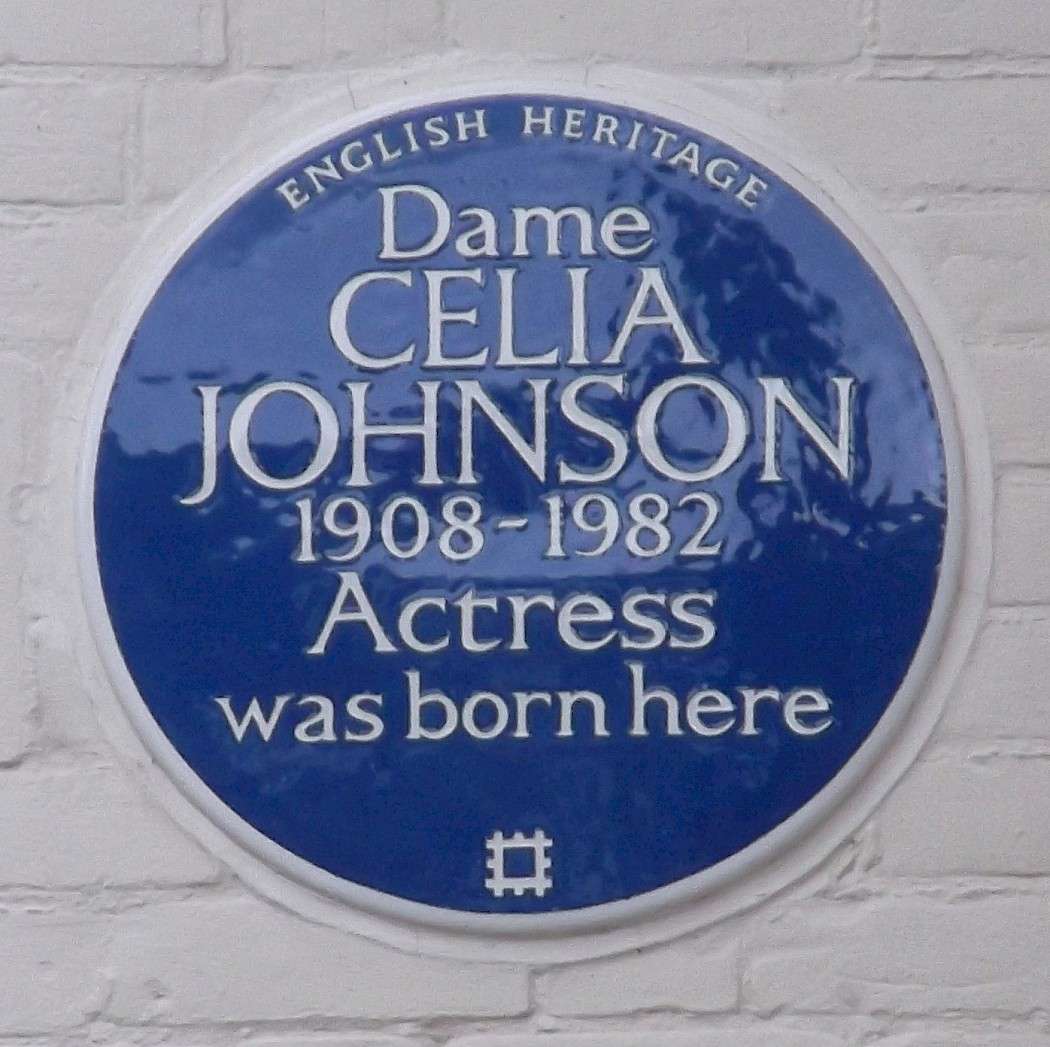 ENGLISH HERITAGE
Dame
CELIA
JOHNSON
1908-1982
Actress
was born here